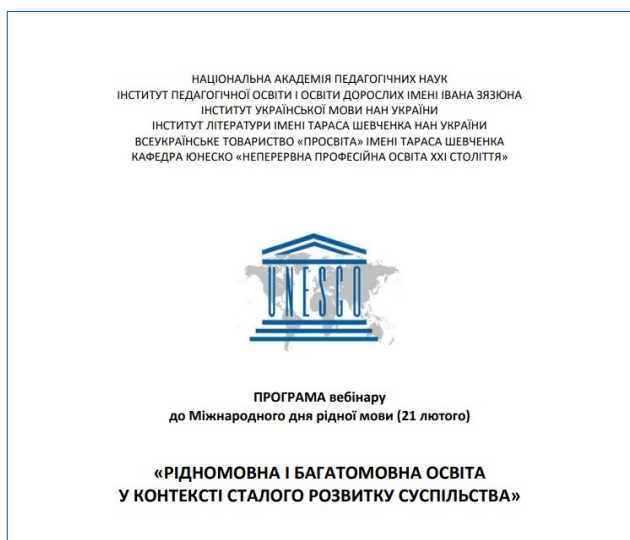 НАЦІОНАЛЬНА АКАДЕМІЯ ПЕДАГОГІЧНИХ НАУК
ІНСТИТУТ ПЕДАГОГІЧНОЇ ОСВІТИ І ОСВІТИ ДОРОСЛИХ ІМЕНІ ІВАНА ЗЯЗЮНА
ІНСТИТУТ УКРАЇНСЬКОЇ МОВИ НАН УКРАЇНИ
ІНСТИТУТ ЛІТЕРАТУРИ ІМЕНІ ТАРАСА ШЕВЧЕНКА НАН УКРАЇНИ
ВСЕУКРАЇНСЬКЕ ТОВАРИСТВО «ПРОСВІТА» ІМЕНІ ТАРАСА ШЕВЧЕНКА
КАФЕДРА ЮНЕСКО «НЕПЕРЕРВНА ПРОФЕСІЙНА ОСВІТА ХХІ СТОЛІТТЯ»
UNESCO
ПРОГРАМА вебінару
до Міжнародного дня рідної мови (21 лютого)
«РІДНОМОВНА І БАГАТОМОВНА ОСВІТА
У КОНТЕКСТІ СТАЛОГО РОЗВИТКУ СУСПІЛЬСТВА»